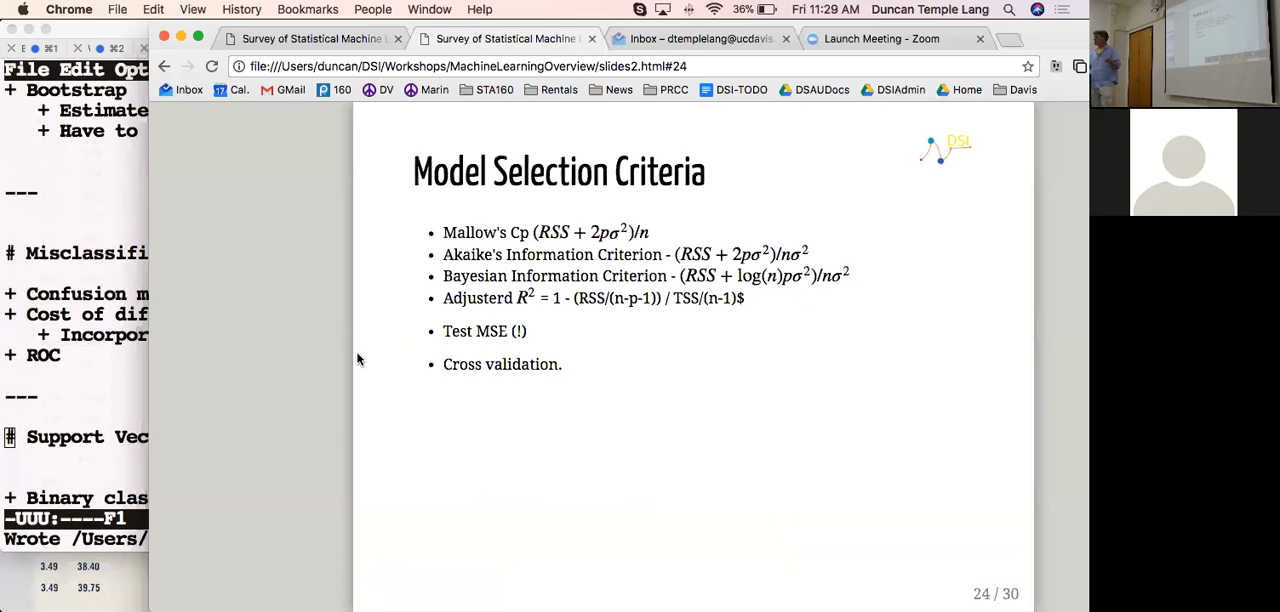 Chrome File Edit View History Bookmarks People Window Help 36% Fri 11:29 AM Duncan Temple Lang
E ⌘1 \ ⌘2
Survey of Statistical Machine L Survey of Statistical Machine L Inbox – dtemplelang@ucdavis. Launch Meeting - Zoom
file:///Users/duncan/DSI/Workshops/MachineLearningOverview/slides2.html#24
Inbox Cal. GMail 160 DV Marin STA160 Rentals News PRCC DSI-TODO DSAUDocs DSIAdmin Home Davis
File Edit Opt
+ Bootstrap
+ Estimate
+ Have to
---
# Misclassifi
+ Confusion m
+ Cost of dif
+ Incorpor
+ ROC
---
# Support Vec
+ Binary clas
-UUU:----F1
Wrote /Users/
3.49 38.40
3.49 39.75
DSI
Model Selection Criteria
• Mallow's Cp (RSS + 2pσ²)/n
• Akaike's Information Criterion - (RSS + 2pσ²)/nσ²
• Bayesian Information Criterion - (RSS + log(n)pσ²)/nσ²
• Adjusterd R² = 1 - (RSS/(n-p-1)) / TSS/(n-1)$
• Test MSE (!)
• Cross validation.
24 / 30